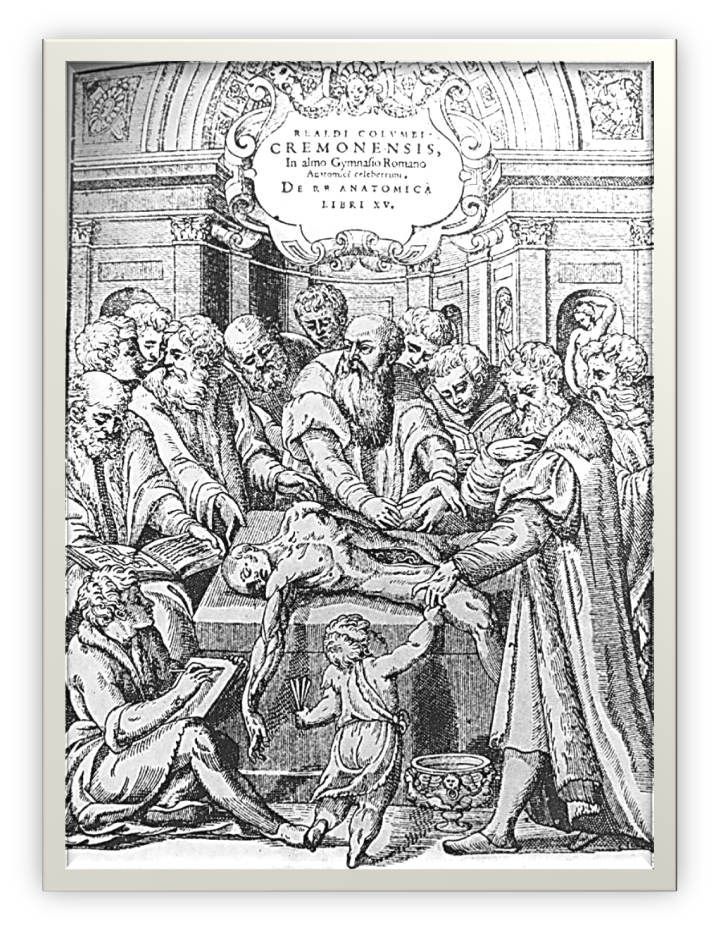 REALDI COLVMBI
CREMONENSIS,
In almo Gymnasio Romano
Anatomici celeberrimi,
DE RE ANATOMICA
LIBRI XV.